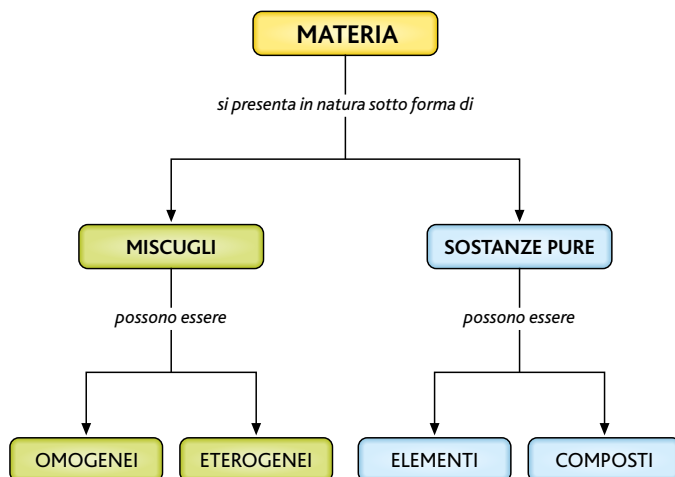 MATERIA
si presenta in natura sotto forma di
MISCUGLI
SOSTANZE PURE
possono essere
possono essere
OMOGENEI
ETEROGENEI
ELEMENTI
COMPOSTI